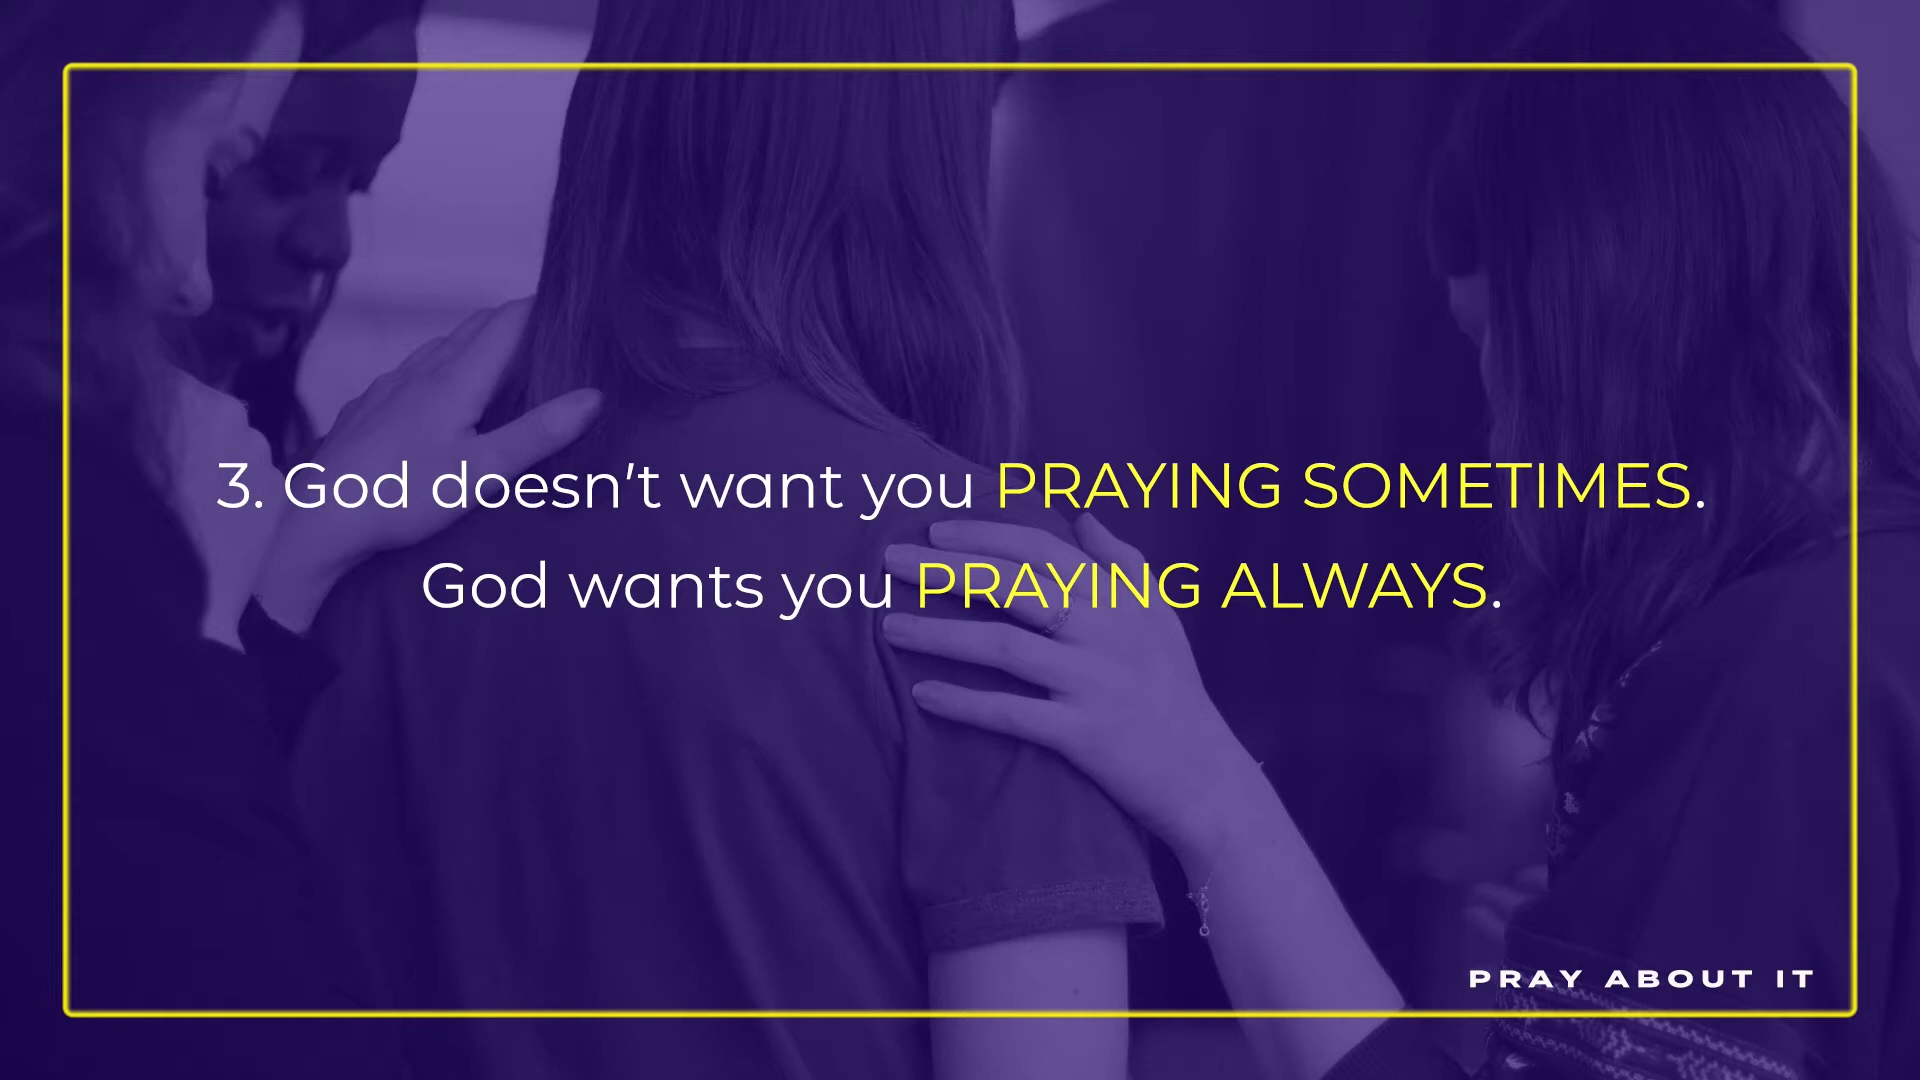 3. God doesn't want you PRAYING SOMETIMES.
God wants you PRAYING ALWAYS.
PRAY ABOUT IT